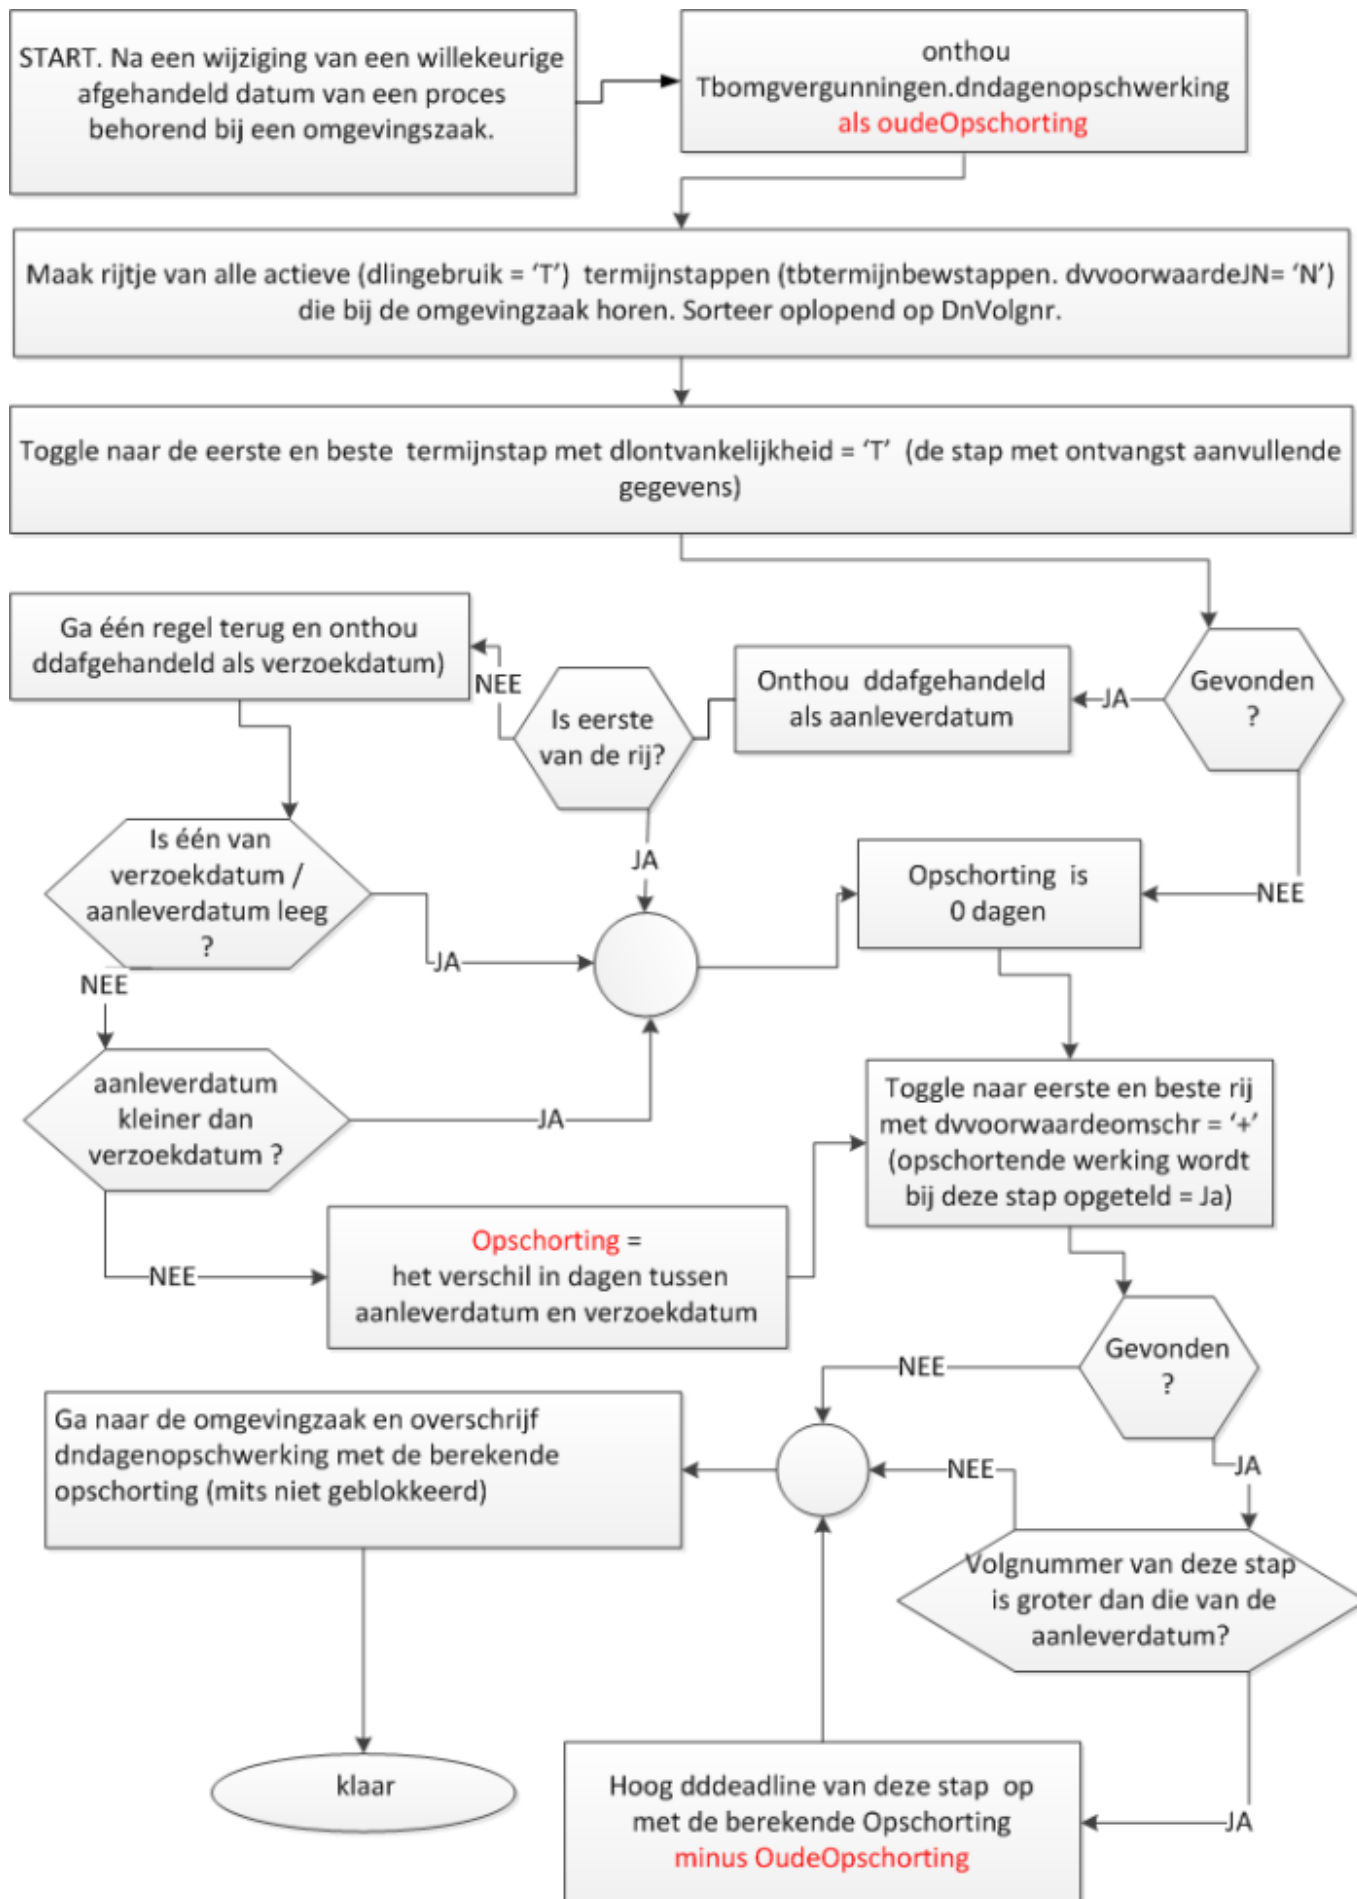 START. Na een wijziging van een willekeurige
afgehandeld datum van een proces
behorend bij een omgevingszaak.
onthou
Tbomgvergunningen.dndagenopschwerking
als oudeOpschorting
Maak rijtje van alle actieve (dlingebruik = ‘T’)  termijnstappen (tbtermijnbewstappen. dvvoorwaardeJN= ‘N’)
die bij de omgevingzaak horen. Sorteer oplopend op DnVolgnr.
Toggle naar de eerste en beste  termijnstap met dlontvankelijkheid = ‘T’  (de stap met ontvangst aanvullende
gegevens)
Gevonden
?
JA
Onthou  ddafgehandeld
als aanleverdatum
Is eerste
van de rij?
NEE
Ga één regel terug en onthou
ddafgehandeld als verzoekdatum)
JA
NEE
Opschorting  is
0 dagen
Is één van
verzoekdatum /
aanleverdatum leeg
?
JA
NEE
aanleverdatum
kleiner dan
verzoekdatum ?
JA
NEE
Opschorting =
het verschil in dagen tussen
aanleverdatum en verzoekdatum
Toggle naar eerste en beste rij
met dvvoorwaardeomschr = ‘+’
(opschortende werking wordt
bij deze stap opgeteld = Ja)
Gevonden
?
NEE
JA
Volgnummer van deze stap
is groter dan die van de
aanleverdatum?
NEE
JA
Hoog dddeadline van deze stap  op
met de berekende Opschorting
minus OudeOpschorting
Ga naar de omgevingzaak en overschrijf
dndagenopschwerking met de berekende
opschorting (mits niet geblokkeerd)
klaar